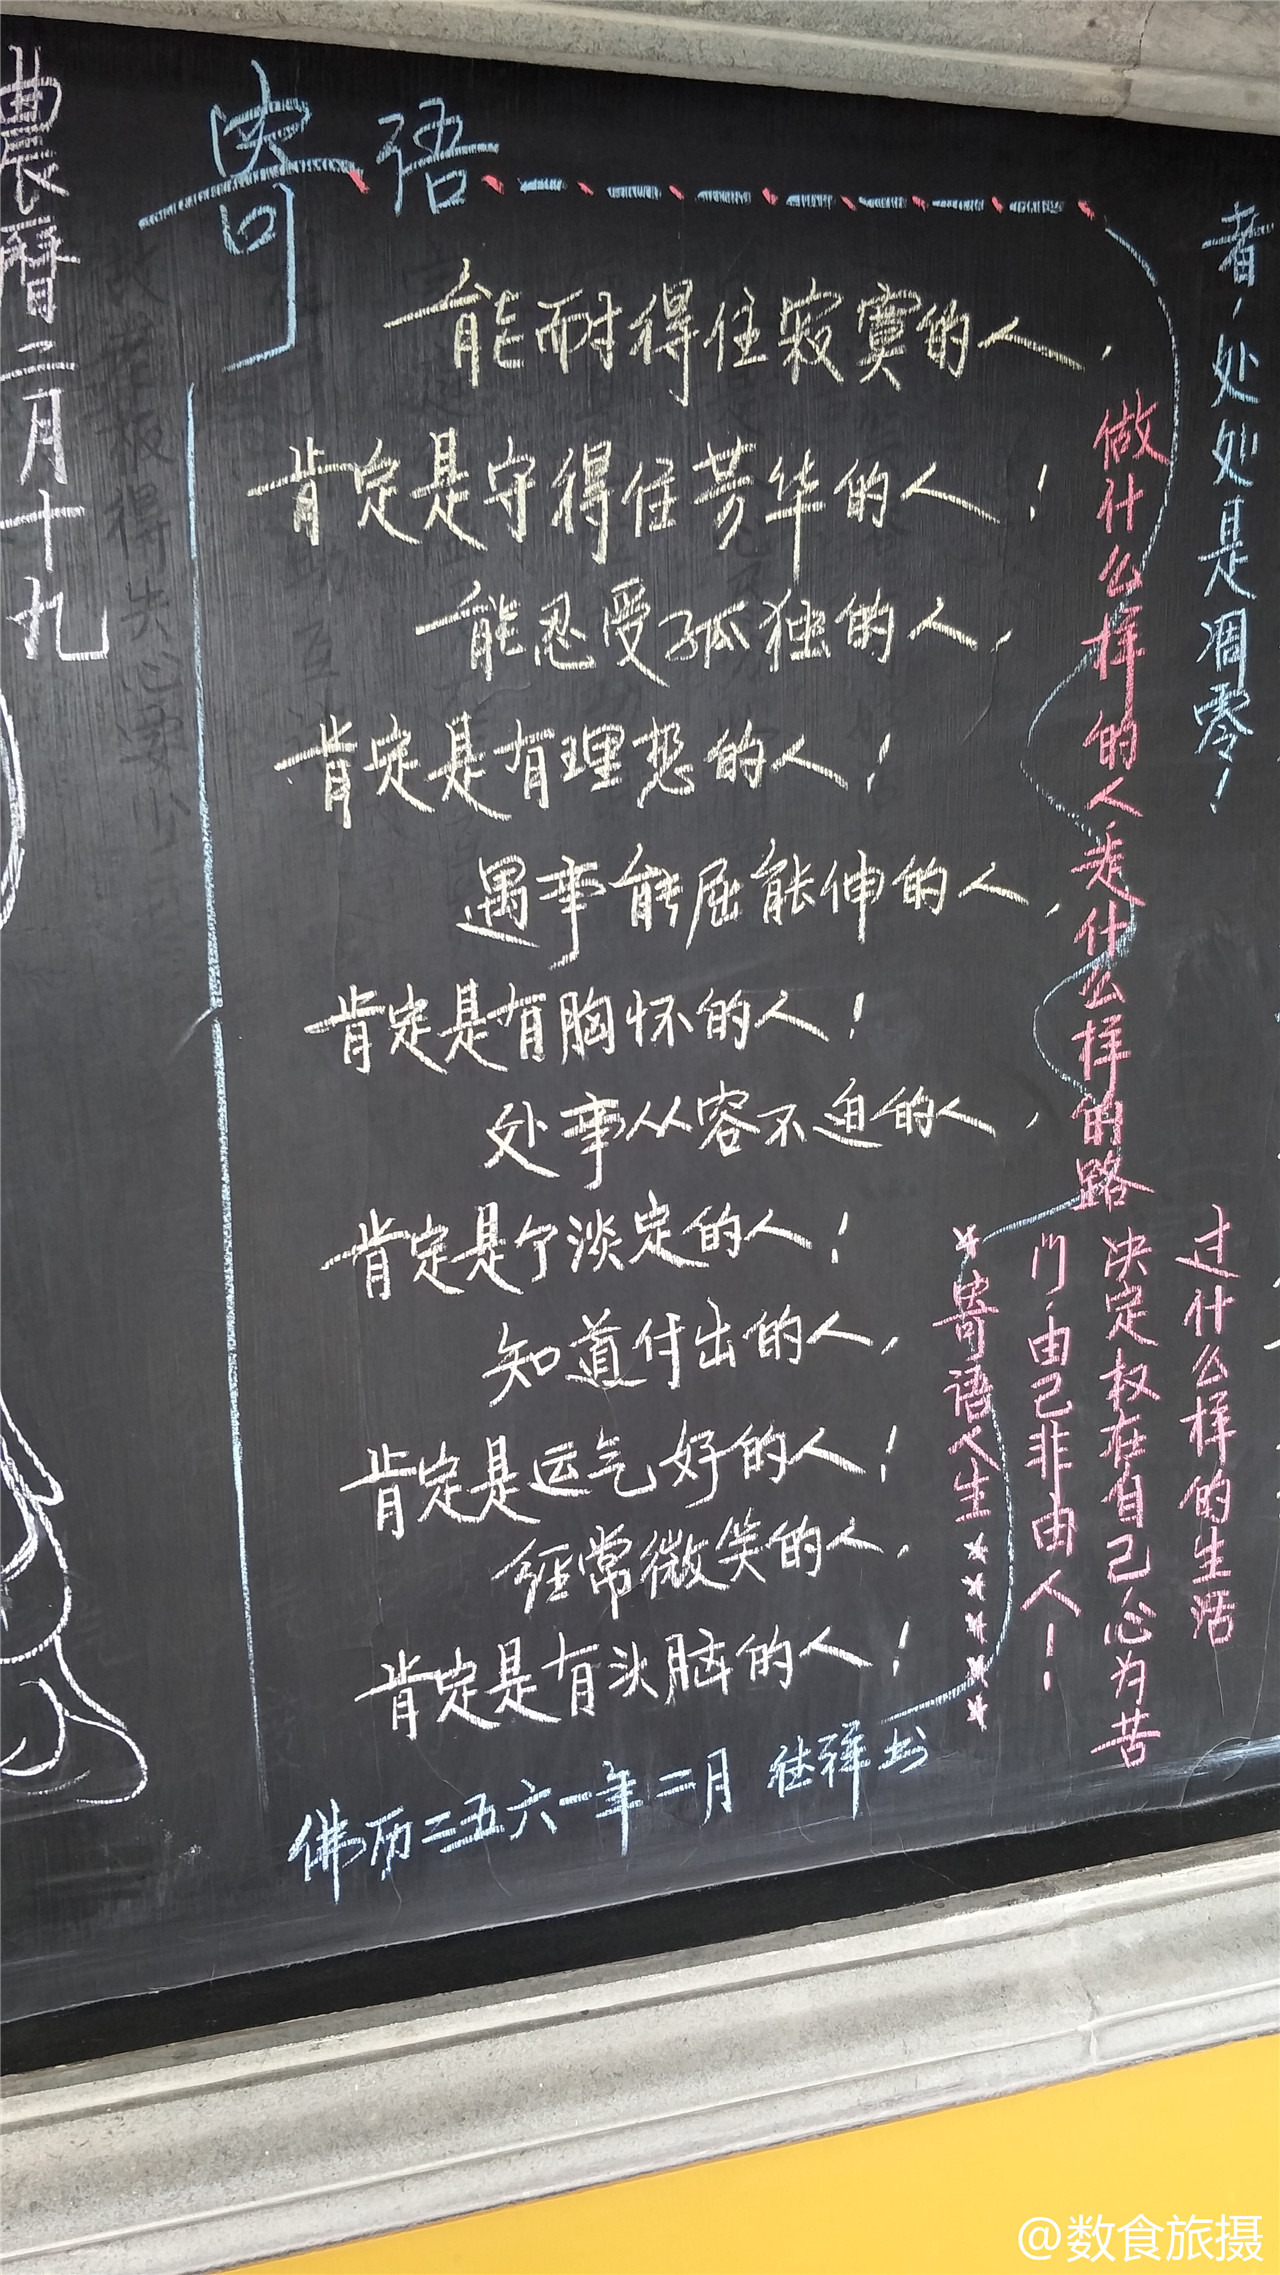 農曆二月十九
寄语
能耐得住寂寞的人，
肯定是守得住芳华的人！
能忍受孤独的人，
肯定是有理想的人！
遇事能屈能伸的人，
肯定是有胸怀的人！
处事从容不迫的人，
肯定是个淡定的人！
知道付出的人，
肯定是运气好的人！
经常微笑的人，
肯定是有头脑的人！
佛历二五六一年二月
者，处处是凋零！
做什么样的人走什么样的路
过什么样的生活
决定权在自己，心为苦
门，由己非由人！
寄语人生
@数食旅摄